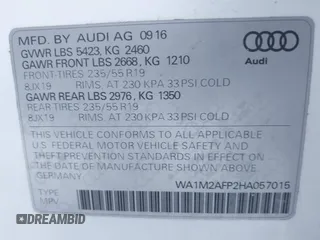 MFD. BY AUDI AG 09 16
GVWR LBS 5423, KG 2460
GAWR FRONT LBS 2668, KG 1210
FRONT TIRES 235/55 R19
8JX19 RIMS. AT 230 KPA 33 PSI COLD
GAWR REAR LBS 2976, KG 1350
REAR TIRES 235/55 R19
8JX19 RIMS. AT 230 KPA 33 PSI COLD
Audi
THIS VEHICLE CONFORMS TO ALL APPLICABLE
U.S. FEDERAL MOTOR VEHICLE SAFETY AND
THEFT PREVENTION STANDARDS IN EFFECT ON THE
DATE OF MANUFACTURE SHOWN ABOVE.
WA1M2AFP2HA057015
DREAMBID